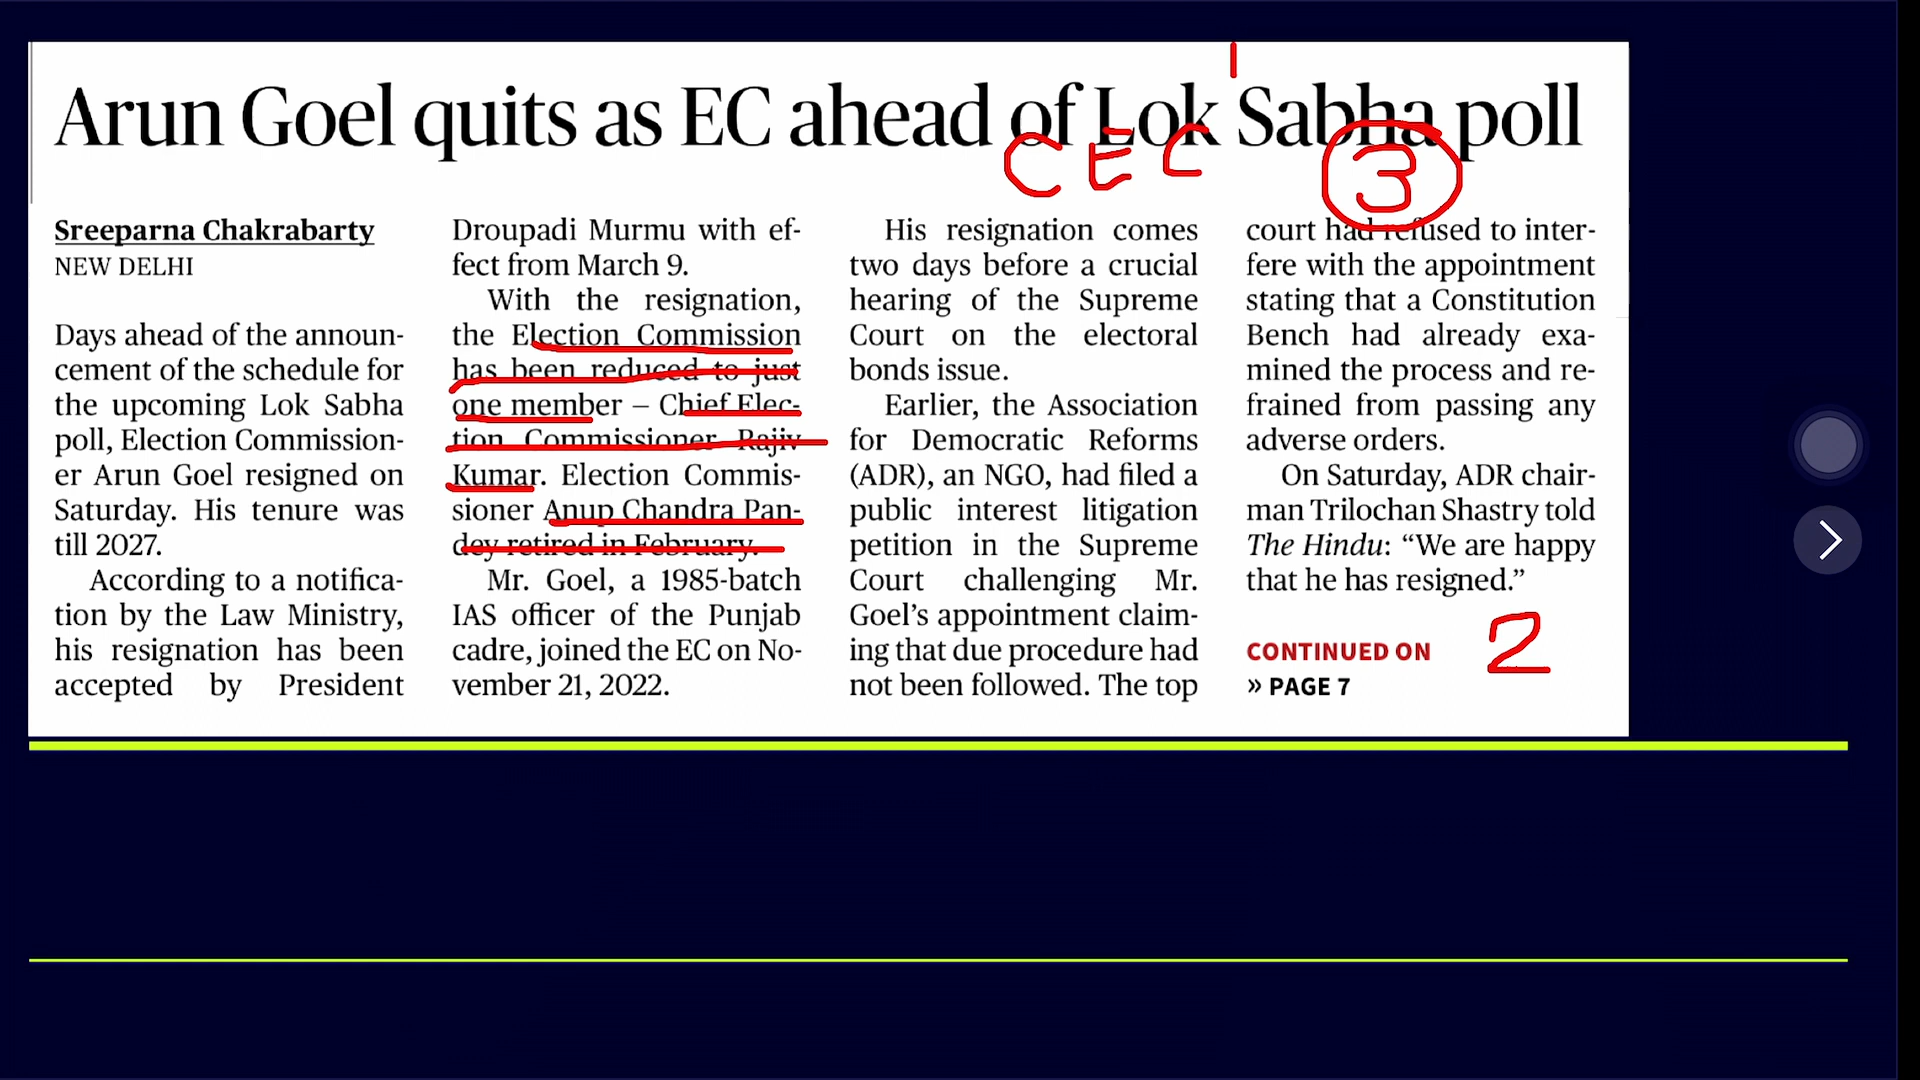 Arun Goel quits as EC ahead of Lok Sabha poll
1
CEC
3
Sreeparna Chakrabarty
NEW DELHI
Days ahead of the announ-
cement of the schedule for
the upcoming Lok Sabha
poll, Election Commission-
er Arun Goel resigned on
Saturday. His tenure was
till 2027.
According to a notifica-
tion by the Law Ministry,
his resignation has been
accepted by President
Droupadi Murmu with ef-
fect from March 9.
With the resignation,
the Election Commission
has been reduced to just
one member – Chief Elec-
tion Commissioner Rajiv
Kumar. Election Commis-
sioner Anup Chandra Pan-
dey retired in February.
Mr. Goel, a 1985-batch
IAS officer of the Punjab
cadre, joined the EC on No-
vember 21, 2022.
His resignation comes
two days before a crucial
hearing of the Supreme
Court on the electoral
bonds issue.
Earlier, the Association
for Democratic Reforms
(ADR), an NGO, had filed a
public interest litigation
petition in the Supreme
Court challenging Mr.
Goel’s appointment claim-
ing that due procedure had
not been followed. The top
court had refused to inter-
fere with the appointment
stating that a Constitution
Bench had already exa-
mined the process and re-
frained from passing any
adverse orders.
On Saturday, ADR chair-
man Trilochan Shastry told
The Hindu: “We are happy
that he has resigned.”
CONTINUED ON
» PAGE 7
2